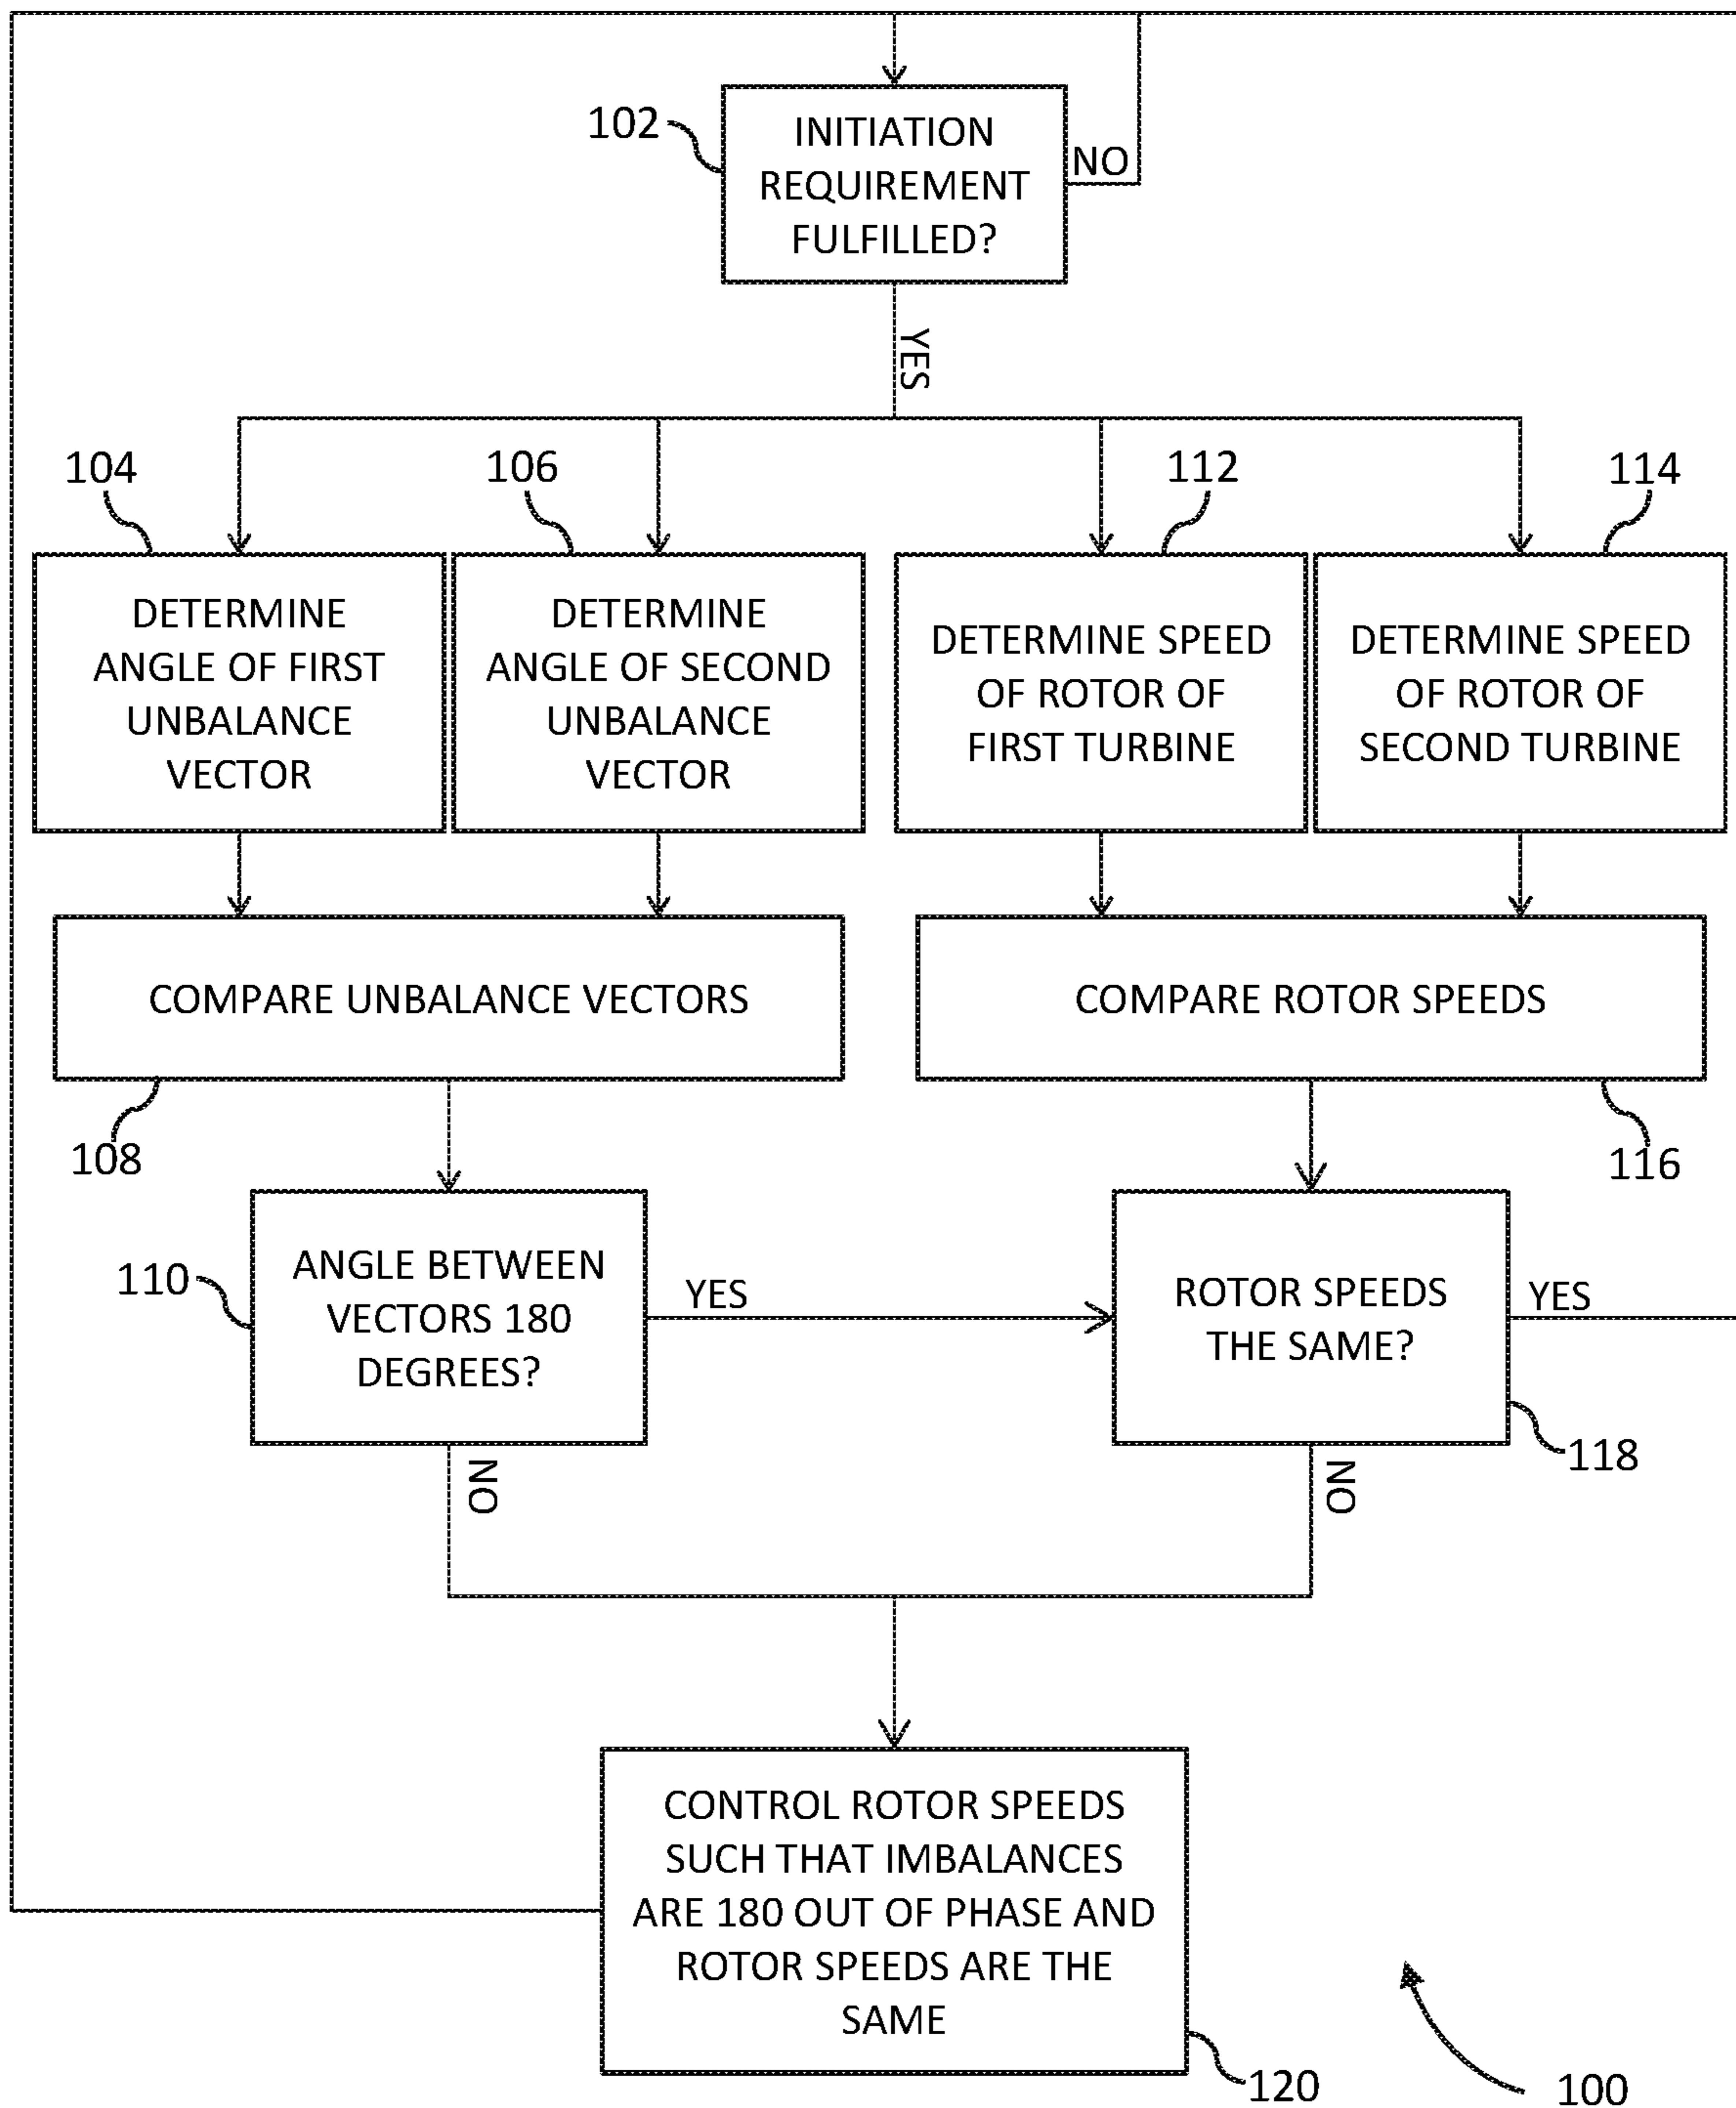 102
INITIATION
REQUIREMENT
FULFILLED?
NO
YES
104
106
112
114
DETERMINE
ANGLE OF FIRST
UNBALANCE
VECTOR
DETERMINE
ANGLE OF SECOND
UNBALANCE
VECTOR
DETERMINE SPEED
OF ROTOR OF
FIRST TURBINE
DETERMINE SPEED
OF ROTOR OF
SECOND TURBINE
COMPARE UNBALANCE VECTORS
COMPARE ROTOR SPEEDS
108
116
110
ANGLE BETWEEN
VECTORS 180
DEGREES?
YES
ROTOR SPEEDS
THE SAME?
YES
118
NO
NO
CONTROL ROTOR SPEEDS
SUCH THAT IMBALANCES
ARE 180 OUT OF PHASE AND
ROTOR SPEEDS ARE THE
SAME
120
100